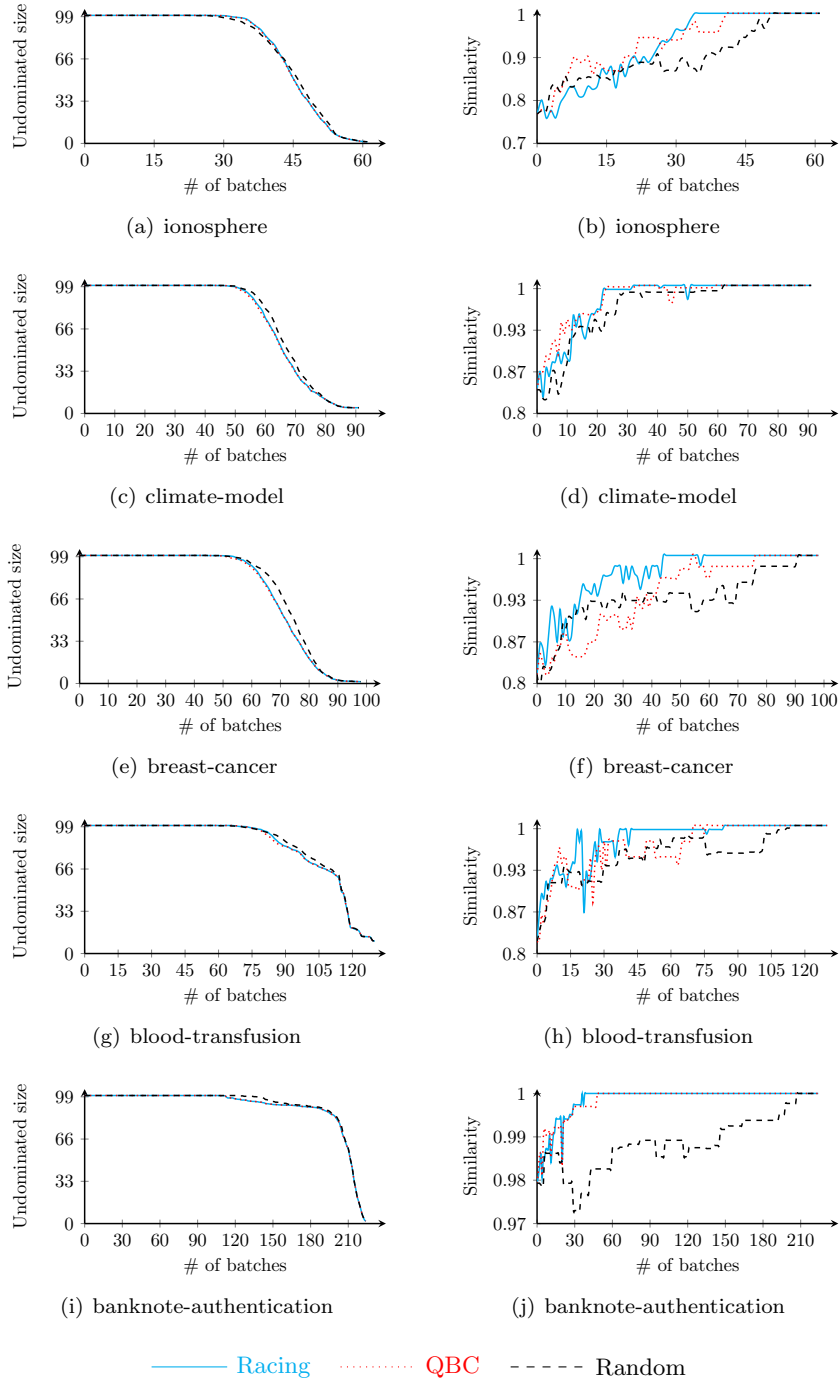 Undominated size
99
66
33
0
0 15 30 45 60
# of batches
(a) ionosphere
Similarity
1
0.9
0.8
0.7
0 15 30 45 60
# of batches
(b) ionosphere
Undominated size
99
66
33
0
0 10 20 30 40 50 60 70 80 90
# of batches
(c) climate-model
Similarity
1
0.93
0.87
0.8
0 10 20 30 40 50 60 70 80 90
# of batches
(d) climate-model
Undominated size
99
66
33
0
0 10 20 30 40 50 60 70 80 90 100
# of batches
(e) breast-cancer
Similarity
1
0.93
0.87
0.8
0 10 20 30 40 50 60 70 80 90 100
# of batches
(f) breast-cancer
Undominated size
99
66
33
0
0 15 30 45 60 75 90 105 120
# of batches
(g) blood-transfusion
Similarity
1
0.93
0.87
0.8
0 15 30 45 60 75 90 105 120
# of batches
(h) blood-transfusion
Undominated size
99
66
33
0
0 30 60 90 120 150 180 210
# of batches
(i) banknote-authentication
Similarity
1
0.99
0.98
0.97
0 30 60 90 120 150 180 210
# of batches
(j) banknote-authentication
Racing QBC Random